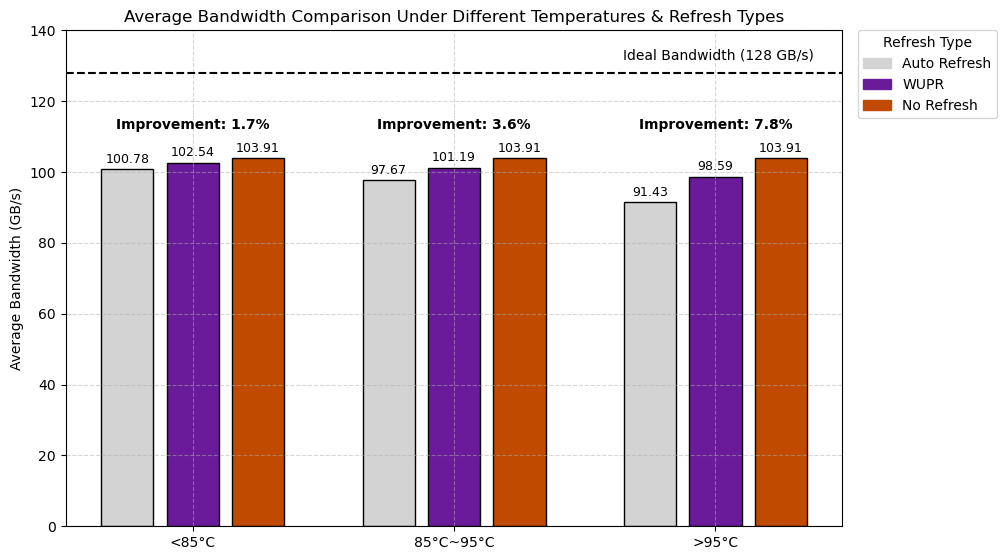 Average Bandwidth Comparison Under Different Temperatures & Refresh Types
Average Bandwidth (GB/s)
140
120
100
80
60
40
20
0
Ideal Bandwidth (128 GB/s)
Improvement: 1.7%
100.78
102.54
103.91
Improvement: 3.6%
97.67
101.19
103.91
Improvement: 7.8%
91.43
98.59
103.91
<85°C
85°C~95°C
>95°C
Refresh Type
Auto Refresh
WUPR
No Refresh